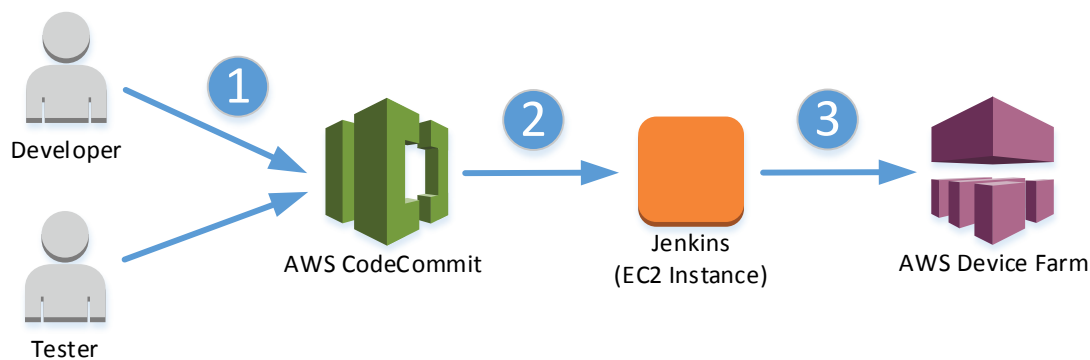 Developer
1
Tester
AWS CodeCommit
2
Jenkins
(EC2 Instance)
3
AWS Device Farm